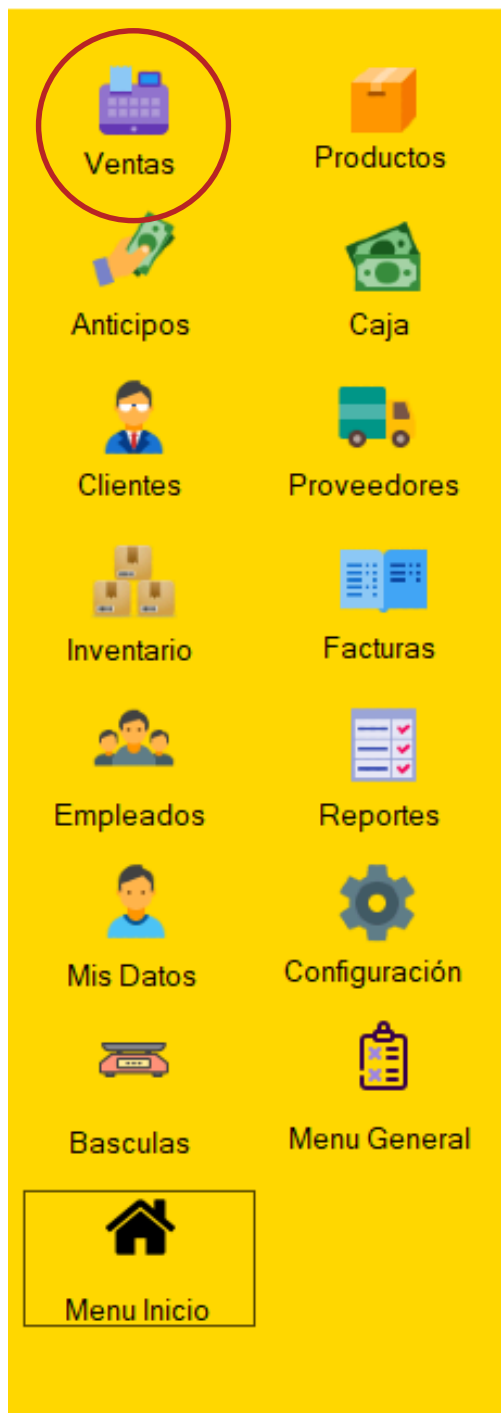 Ventas
Productos
Anticipos
Caja
Clientes
Proveedores
Inventario
Facturas
Empleados
Reportes
Mis Datos
Configuración
Basculas
Menu General
Menu Inicio